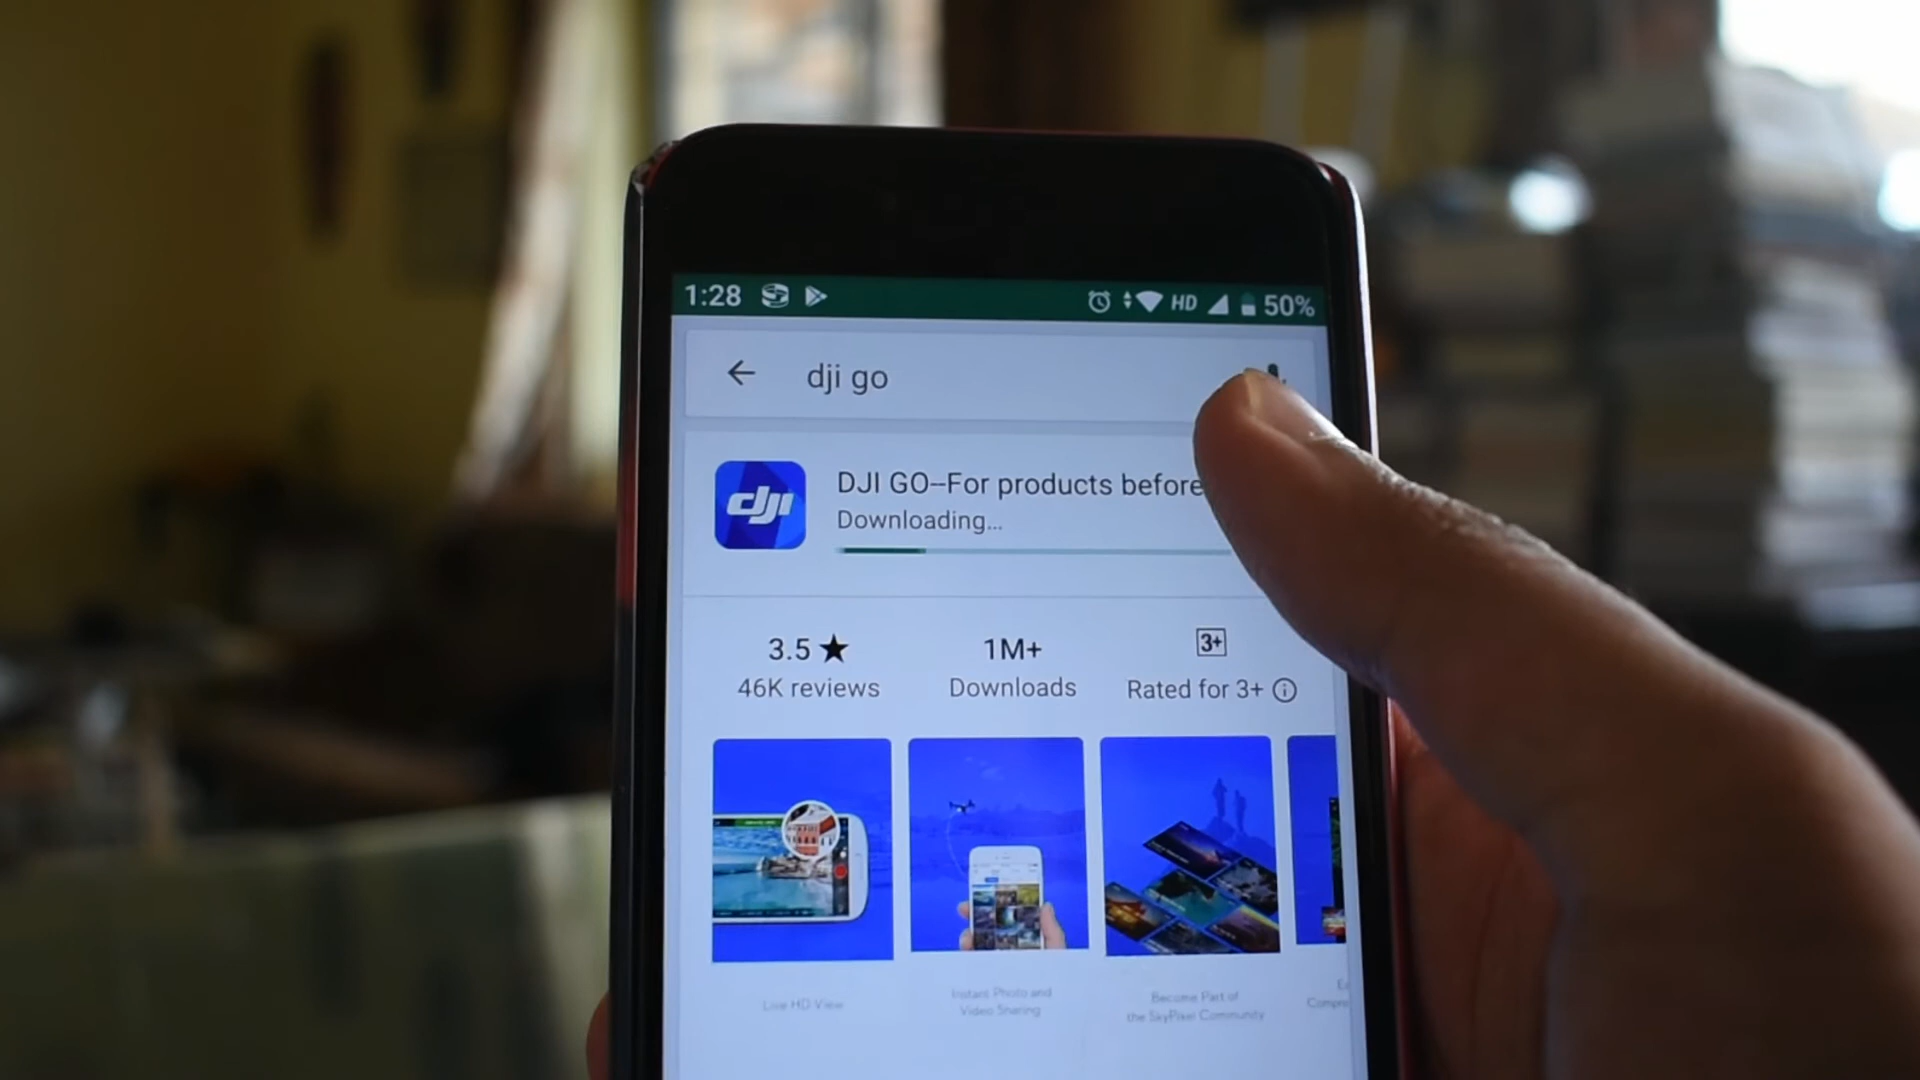 1:28 HD 50%
dji go
dji
DJI GO--For products before
Downloading...
3.5 ★ 1M+ 3+
46K reviews Downloads Rated for 3+
Live HD View
Instant Photo and
Video Sharing
Become Part of
the SkyPixel Community